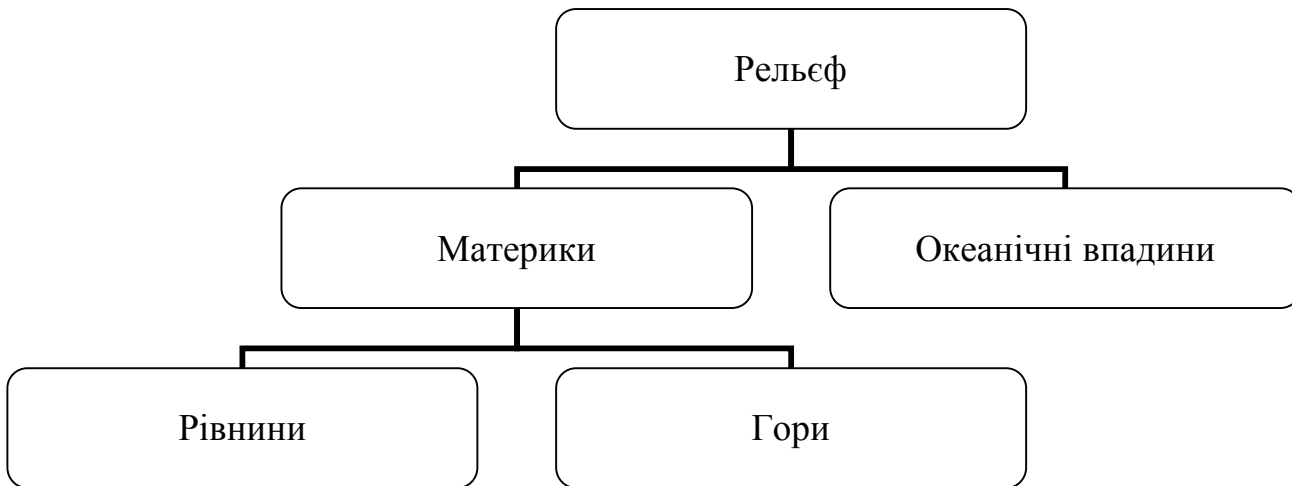 Рельєф
Материки
Океанічні впадини
Рівнини
Гори